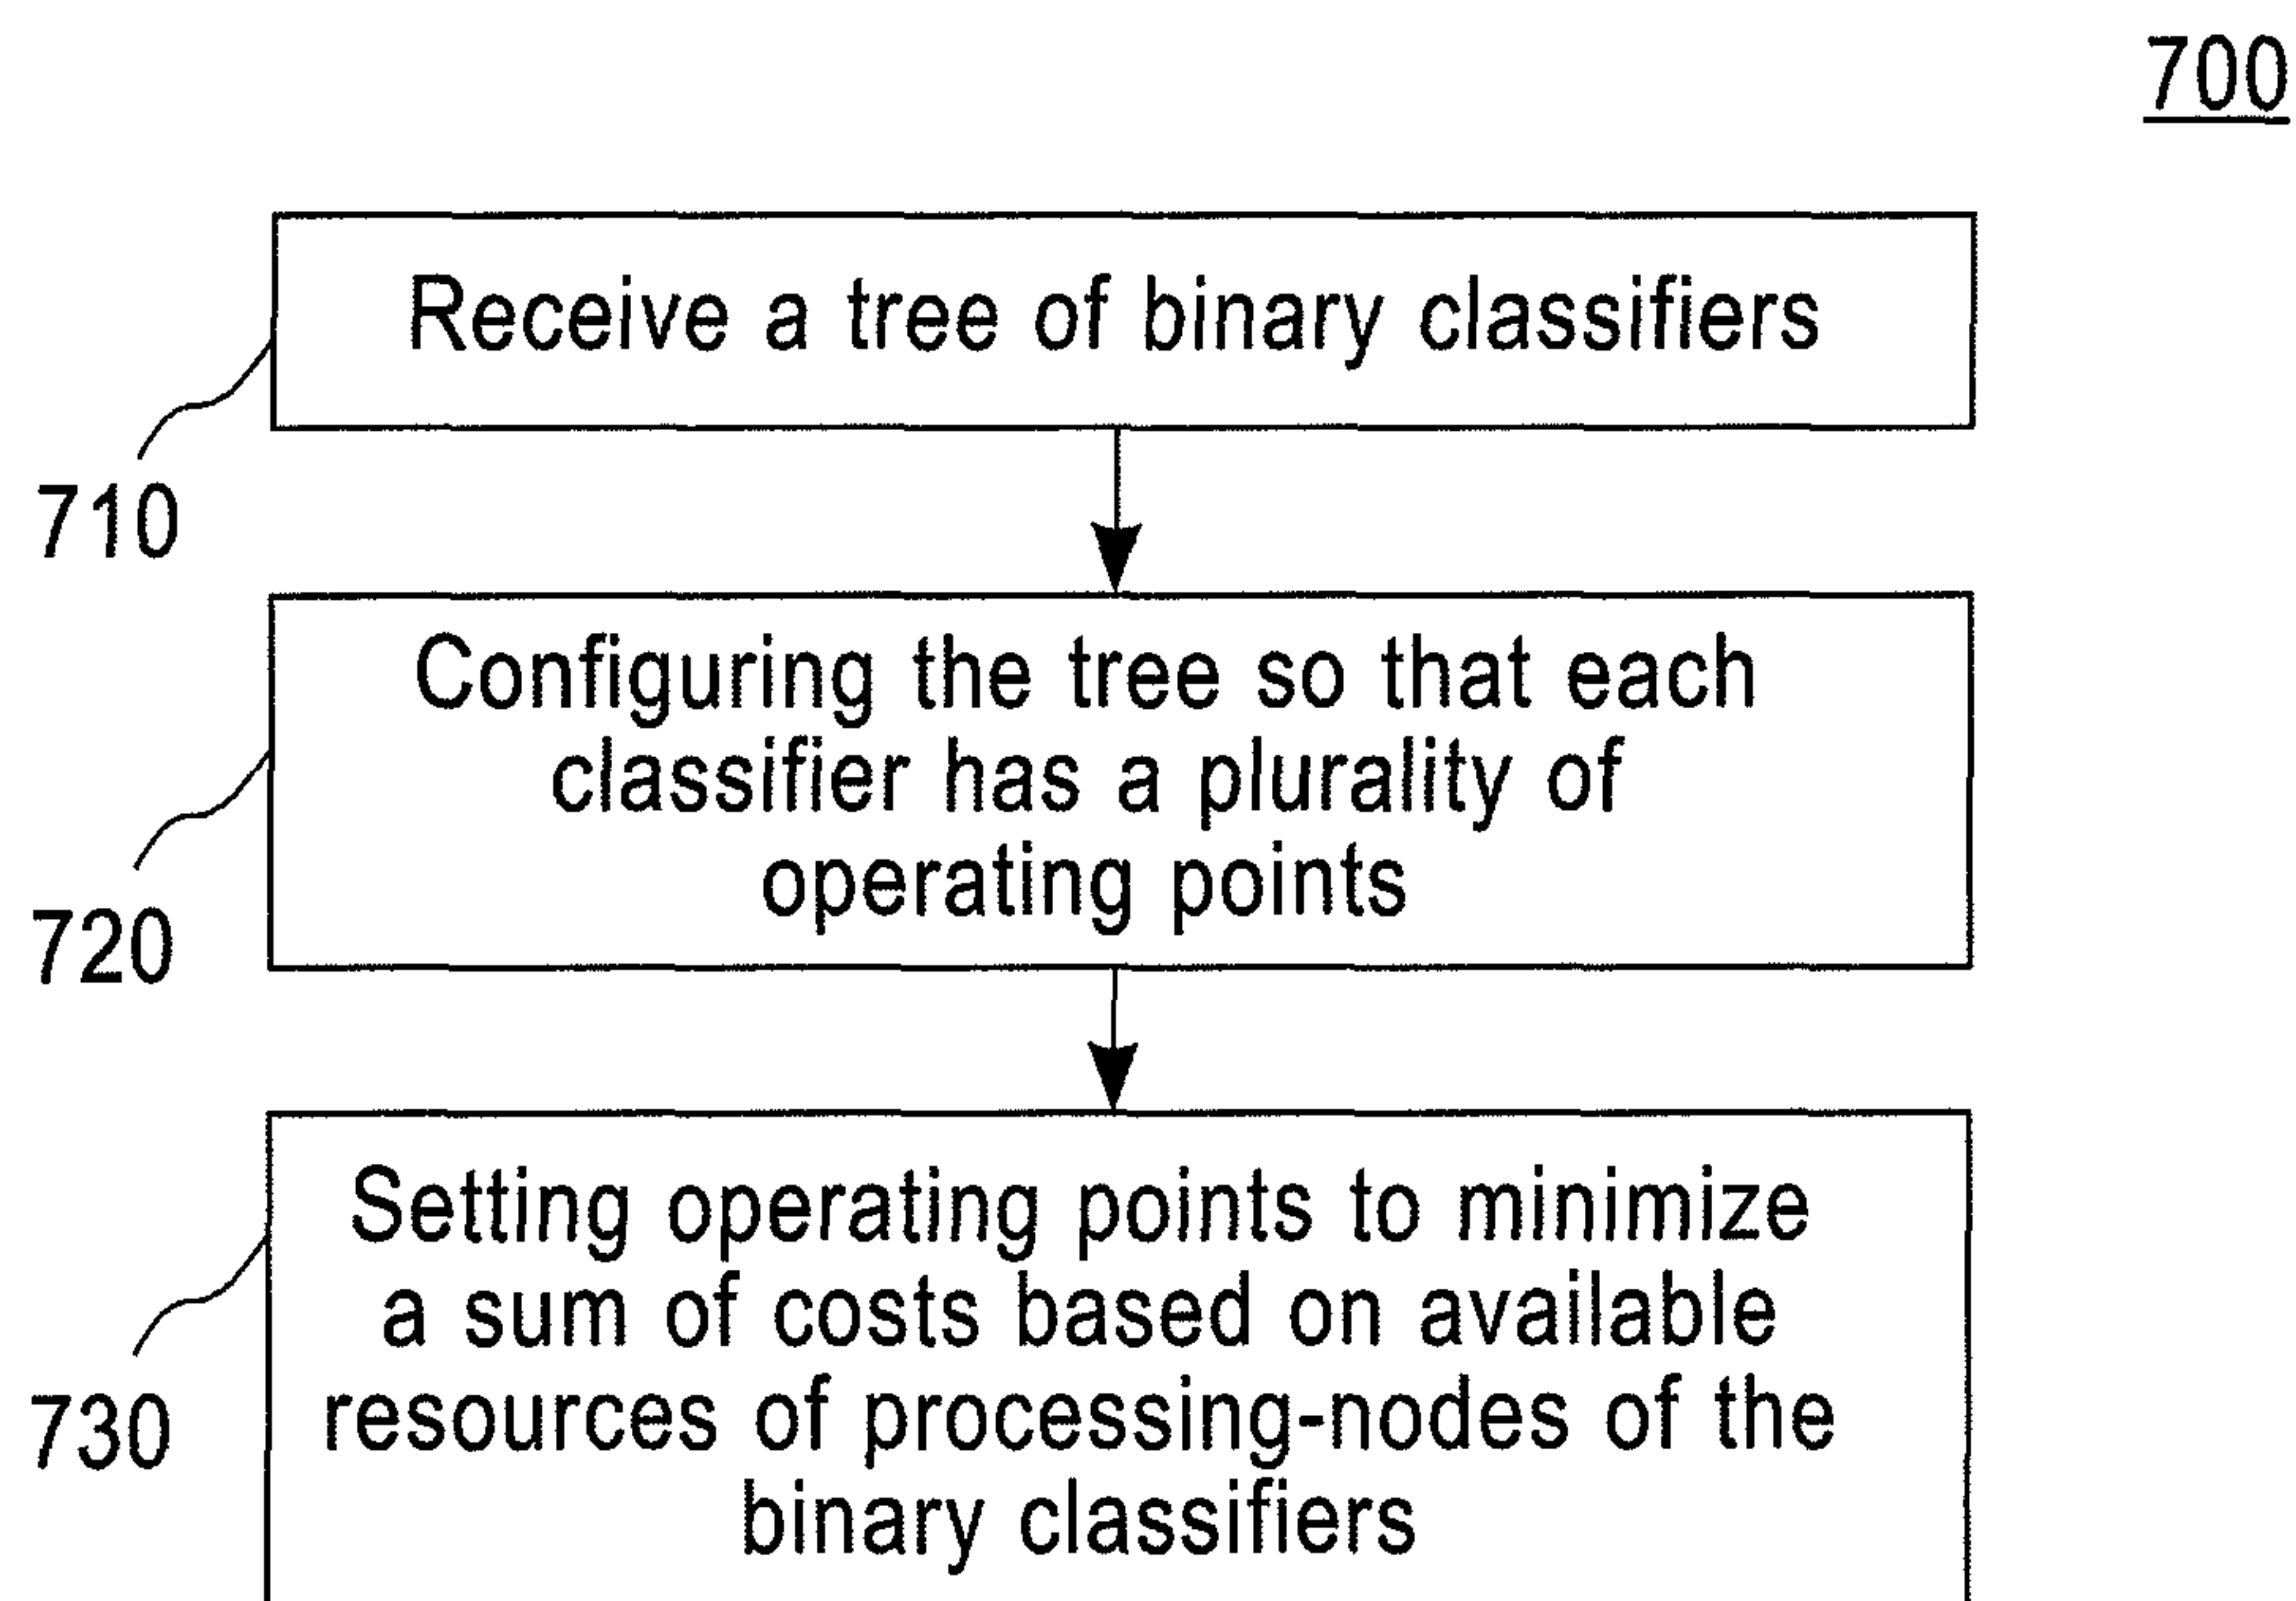 700
Receive a tree of binary classifiers
710
Configuring the tree so that each
classifier has a plurality of
operating points
720
Setting operating points to minimize
a sum of costs based on available
resources of processing-nodes of the
binary classifiers
730